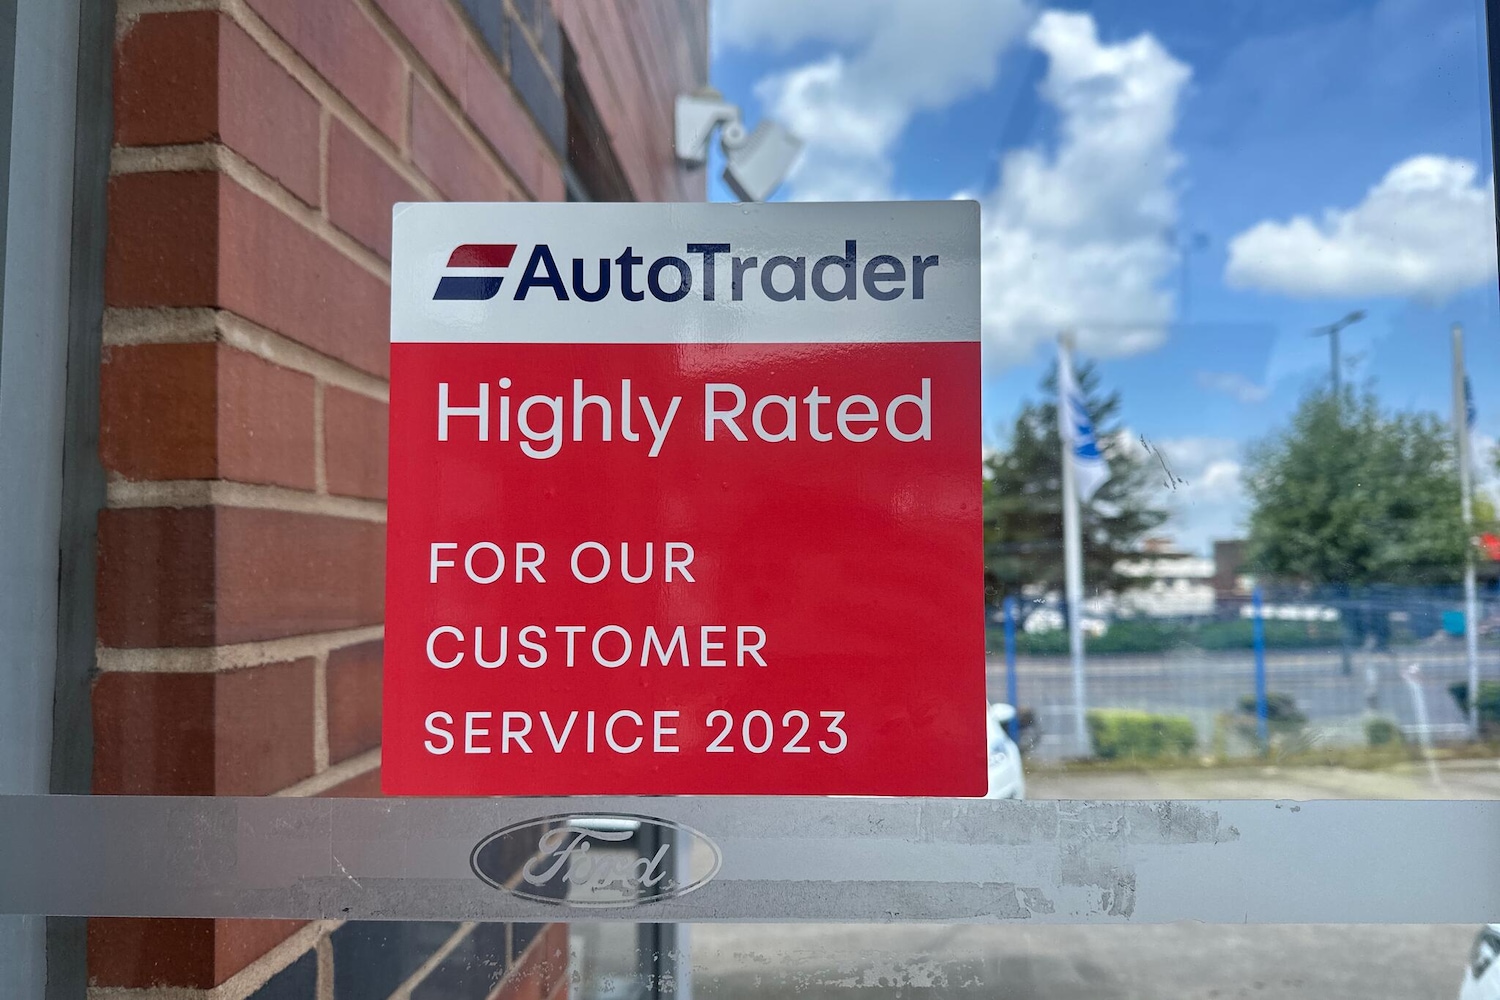 AutoTrader
Highly Rated
FOR OUR
CUSTOMER
SERVICE 2023
Ford